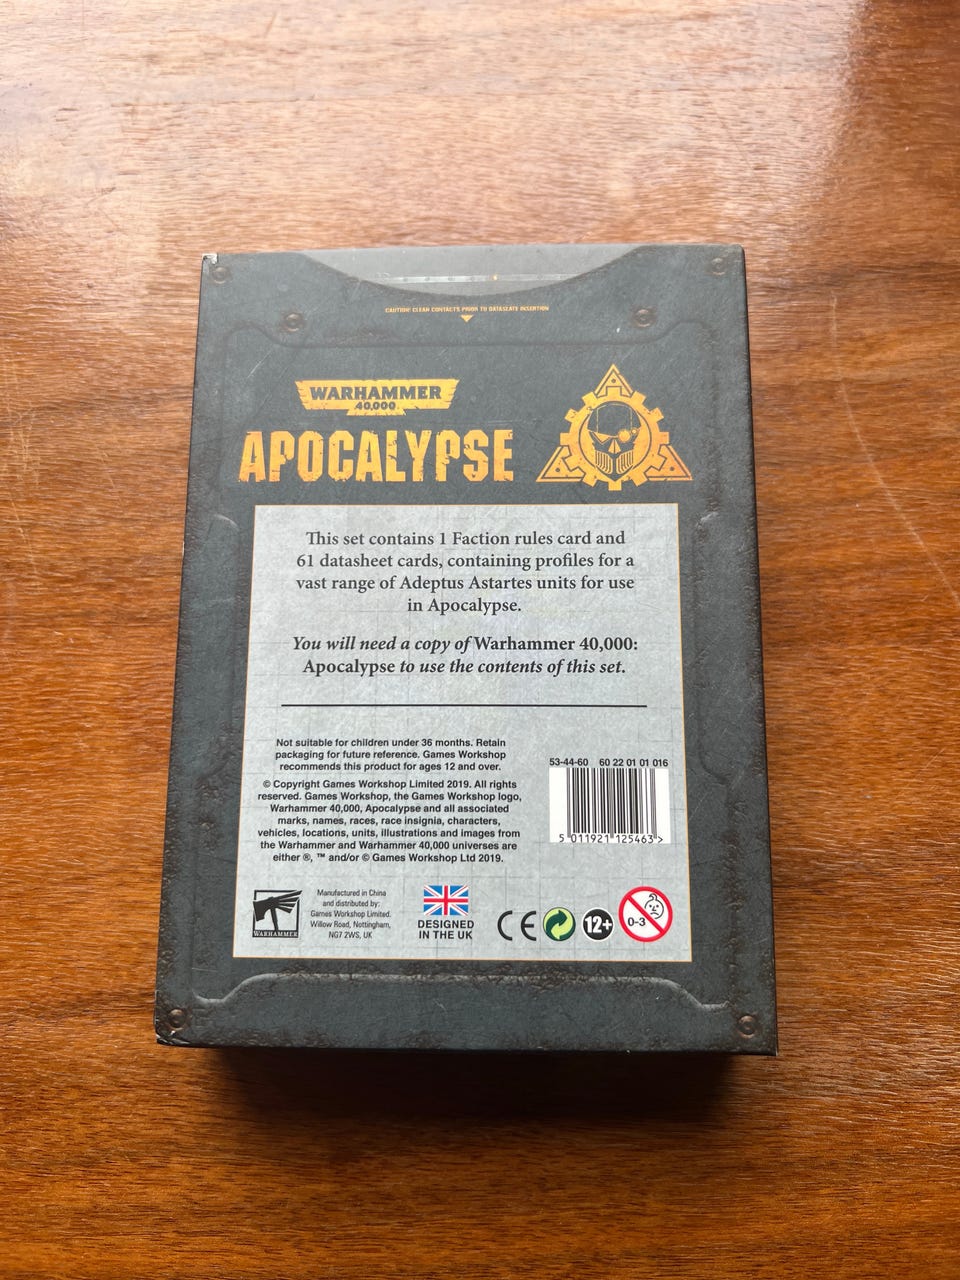 CAUTION! CLEAN CONTACTS PRIOR TO DATASLATE INSERTION
WARHAMMER
40,000
APOCALYPSE
This set contains 1 Faction rules card and
61 datasheet cards, containing profiles for a
vast range of Adeptus Astartes units for use
in Apocalypse.
You will need a copy of Warhammer 40,000:
Apocalypse to use the contents of this set.
Not suitable for children under 36 months. Retain
packaging for future reference. Games Workshop
recommends this product for ages 12 and over.
© Copyright Games Workshop Limited 2019. All rights
reserved. Games Workshop, the Games Workshop logo,
Warhammer 40,000, Apocalypse and all associated
marks, names, races, race insignia, characters,
vehicles, locations, units, illustrations and images from
the Warhammer and Warhammer 40,000 universes are
either ®, ™ and/or © Games Workshop Ltd 2019.
53-44-60 60 22 01 01 016
5 011921 125463 >
WARHAMMER
Manufactured in China
and distributed by:
Games Workshop Limited.
Willow Road, Nottingham,
NG7 2WS, UK
DESIGNED
IN THE UK
CE
12+
0-3